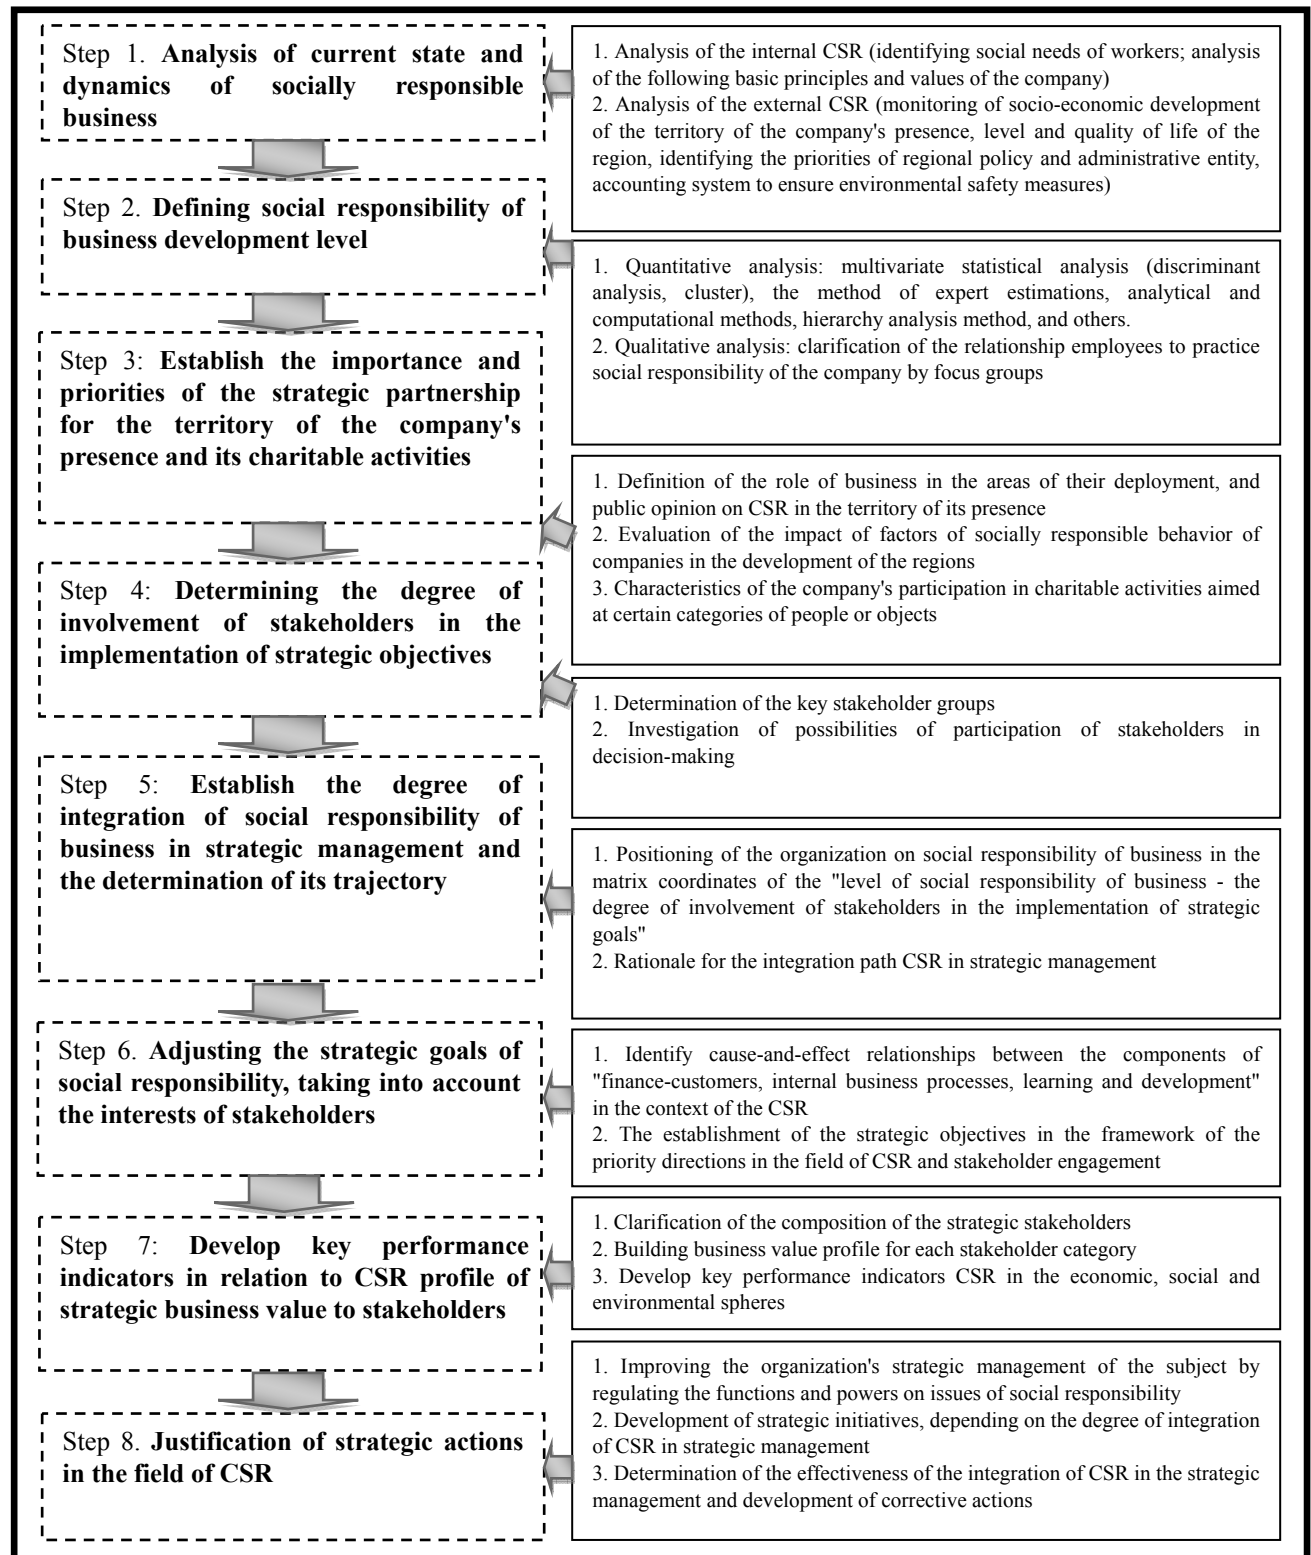 Step 1. Analysis of current state and
dynamics of socially responsible
business
1. Analysis of the internal CSR (identifying social needs of workers; analysis
of the following basic principles and values of the company)
2. Analysis of the external CSR (monitoring of socio-economic development
of the territory of the company's presence, level and quality of life of the
region, identifying the priorities of regional policy and administrative entity,
accounting system to ensure environmental safety measures)
Step 2. Defining social responsibility of
business development level
1. Quantitative analysis: multivariate statistical analysis (discriminant
analysis, cluster), the method of expert estimations, analytical and
computational methods, hierarchy analysis method, and others.
2. Qualitative analysis: clarification of the relationship employees to practice
social responsibility of the company by focus groups
Step 3: Establish the importance and
priorities of the strategic partnership
for the territory of the company's
presence and its charitable activities
1. Definition of the role of business in the areas of their deployment, and
public opinion on CSR in the territory of its presence
2. Evaluation of the impact of factors of socially responsible behavior of
companies in the development of the regions
3. Characteristics of the company's participation in charitable activities aimed
at certain categories of people or objects
Step 4: Determining the degree of
involvement of stakeholders in the
implementation of strategic objectives
1. Determination of the key stakeholder groups
2. Investigation of possibilities of participation of stakeholders in
decision-making
Step 5: Establish the degree of
integration of social responsibility of
business in strategic management and
the determination of its trajectory
1. Positioning of the organization on social responsibility of business in the
matrix coordinates of the "level of social responsibility of business - the
degree of involvement of stakeholders in the implementation of strategic
goals"
2. Rationale for the integration path CSR in strategic management
Step 6. Adjusting the strategic goals of
social responsibility, taking into account
the interests of stakeholders
1. Identify cause-and-effect relationships between the components of
"finance-customers, internal business processes, learning and development"
in the context of the CSR
2. The establishment of the strategic objectives in the framework of the
priority directions in the field of CSR and stakeholder engagement
Step 7: Develop key performance
indicators in relation to CSR profile of
strategic business value to stakeholders
1. Clarification of the composition of the strategic stakeholders
2. Building business value profile for each stakeholder category
3. Develop key performance indicators CSR in the economic, social and
environmental spheres
Step 8. Justification of strategic actions
in the field of CSR
1. Improving the organization's strategic management of the subject by
regulating the functions and powers on issues of social responsibility
2. Development of strategic initiatives, depending on the degree of integration
of CSR in strategic management
3. Determination of the effectiveness of the integration of CSR in the strategic
management and development of corrective actions